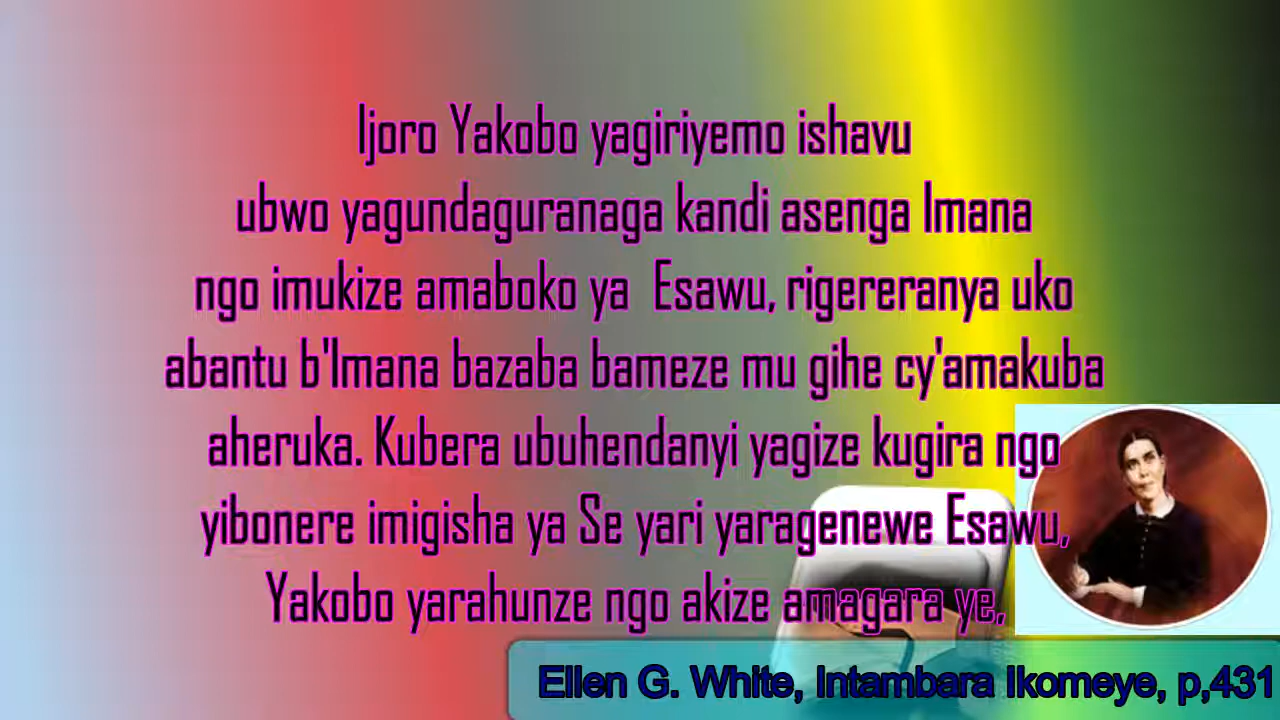 Ijoro Yakobo yagiriyemo ishavu
ubwo yagundaguranaga kandi asenga Imana
ngo imukize amaboko ya Esawu, rigereranya uko
abantu b'Imana bazaba bameze mu gihe cy'amakuba
aheruka. Kubera ubuhendanyi yagize kugira ngo
yibonere imigisha ya Se yari yaragenewe Esawu,
Yakobo yarahunze ngo akize amagara ye,
Ellen G. White, Intambara Ikomeye, p,431